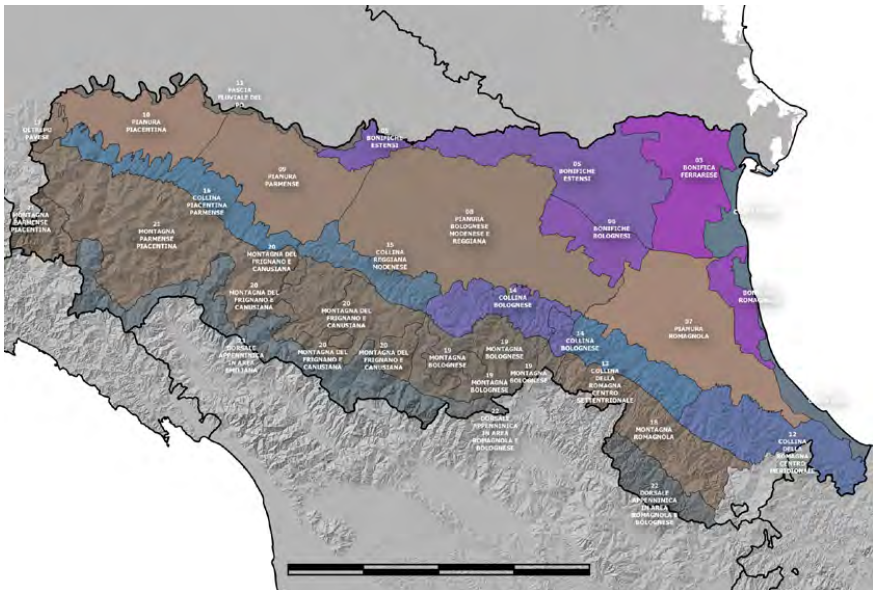 11
FASCIA
FLUVIALE DEL
PO
10
PIANURA
PIACENTINA
OLTREPO
PAVESE
05
BONIFICHE
ESTENSI
05
BONIFICHE
ESTENSI
03
BONIFICA
FERRARESE
09
PIANURA
PARMENSE
16
COLLINA
PIACENTINA
PARMENSE
08
PIANURA
BOLOGNESE
MODENESE E
REGGIANA
06
BONIFICHE
BOLOGNESI
21
MONTAGNA
PARMENSE
PIACENTINA
MONTAGNA
PARMENSE
PIACENTINA
20
MONTAGNA DEL
FRIGNANO E
CANUSIANA
15
COLLINA
REGGIANA
MODENESE
20
MONTAGNA DEL
FRIGNANO E
CANUSIANA
20
MONTAGNA DEL
FRIGNANO E
CANUSIANA
14
COLLINA
BOLOGNESE
07
PIANURA
ROMAGNOLA
ROMAGNOLA
14
COLLINA
BOLOGNESE
DORSALE
APPENNINICA
IN AREA
EMILIANA
20
MONTAGNA DEL
FRIGNANO E
CANUSIANA
20
MONTAGNA DEL
FRIGNANO E
CANUSIANA
19
MONTAGNA
BOLOGNESE
19
MONTAGNA
BOLOGNESE
19
MONTAGNA
BOLOGNESE
19
MONTAGNA
BOLOGNESE
13
COLLINA
DELLA
ROMAGNA
CENTRO
SETTENTRIONALE
22
DORSALE
APPENNINICA
IN AREA
ROMAGNOLA E
BOLOGNESE
18
MONTAGNA
ROMAGNOLA
12
COLLINA
DELLA
ROMAGNA
CENTRO
MERIDIONALE
22
DORSALE
APPENNINICA
IN AREA
ROMAGNOLA E
BOLOGNESE